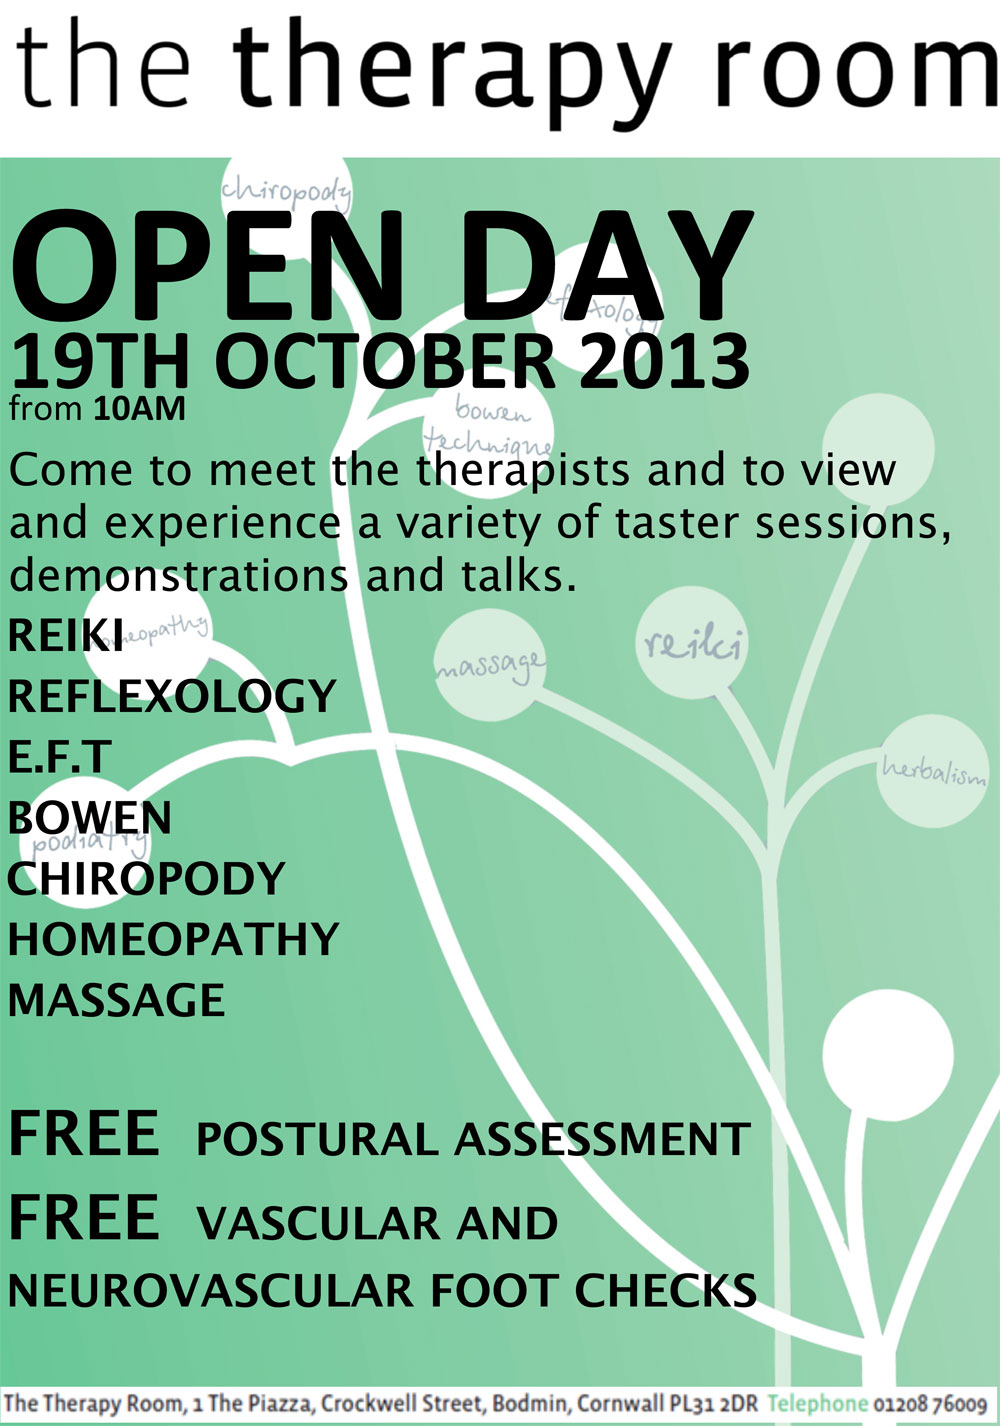 the therapy room
chiropody
OPEN DAY
reflexology
19TH OCTOBER 2013
from 10AM
bowen
technique
Come to meet the therapists and to view
and experience a variety of taster sessions,
demonstrations and talks.
REIKI
homeopathy
massage
reiki
REFLEXOLOGY
E.F.T
herbalism
BOWEN
podiatry
CHIROPODY
HOMEOPATHY
MASSAGE
FREE POSTURAL ASSESSMENT
FREE VASCULAR AND
NEUROVASCULAR FOOT CHECKS
The Therapy Room, 1 The Piazza, Crockwell Street, Bodmin, Cornwall PL31 2DR Telephone 01208 76009